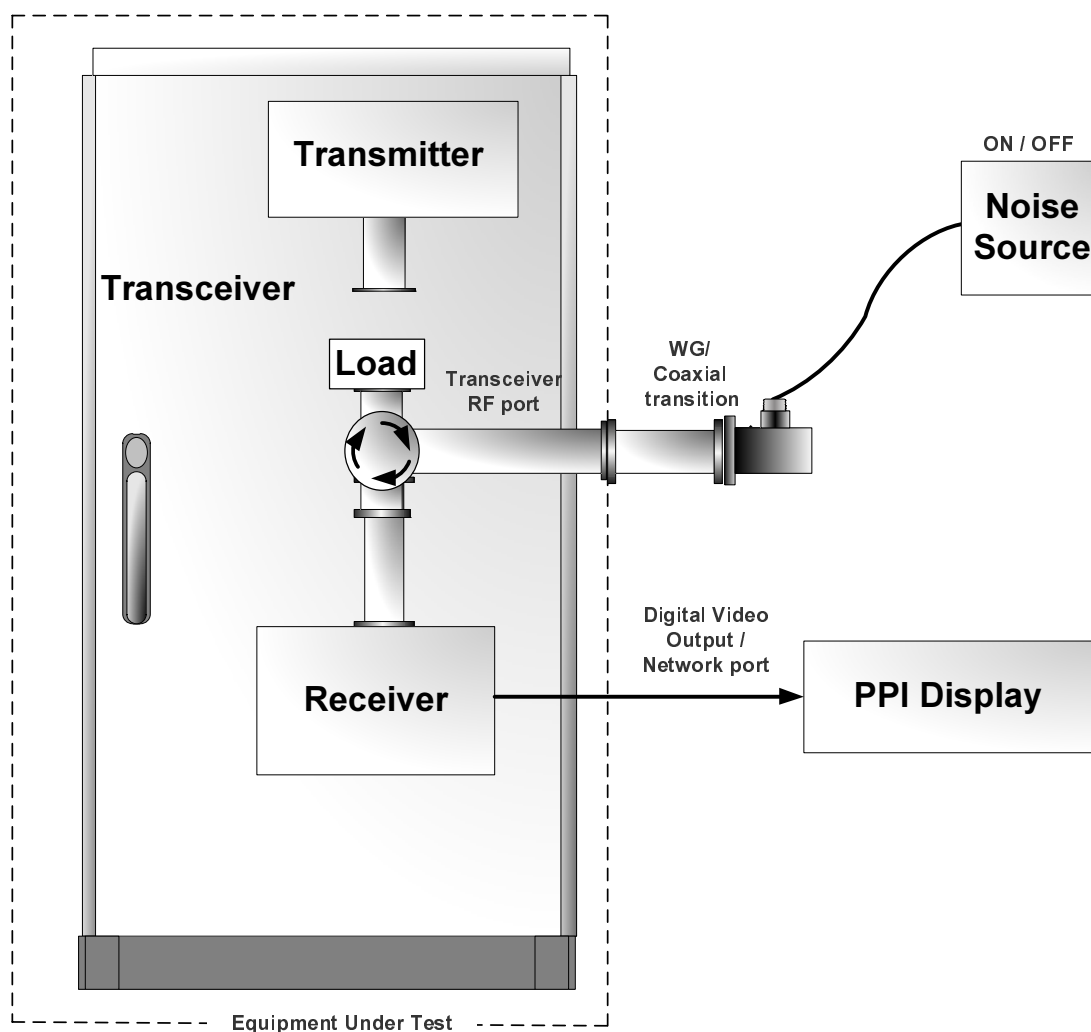 Transmitter
ON / OFF
Noise
Source
Transceiver
Load
Transceiver
RF port
WG/
Coaxial
transition
Digital Video
Output /
Network port
Receiver
PPI Display
Equipment Under Test